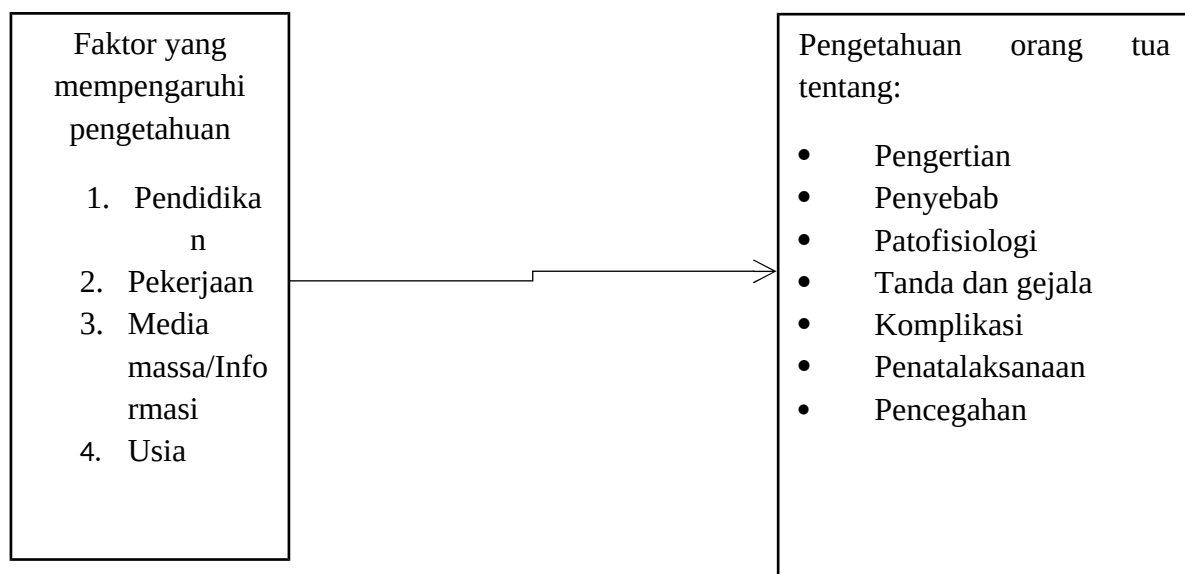 Faktor yang
mempengaruhi
pengetahuan
1. Pendidika
n
2. Pekerjaan
3. Media
massa/Info
rmasi
4. Usia
Pengetahuan orang tua
tentang:
• Pengertian
• Penyebab
• Patofisiologi
• Tanda dan gejala
• Komplikasi
• Penatalaksanaan
• Pencegahan